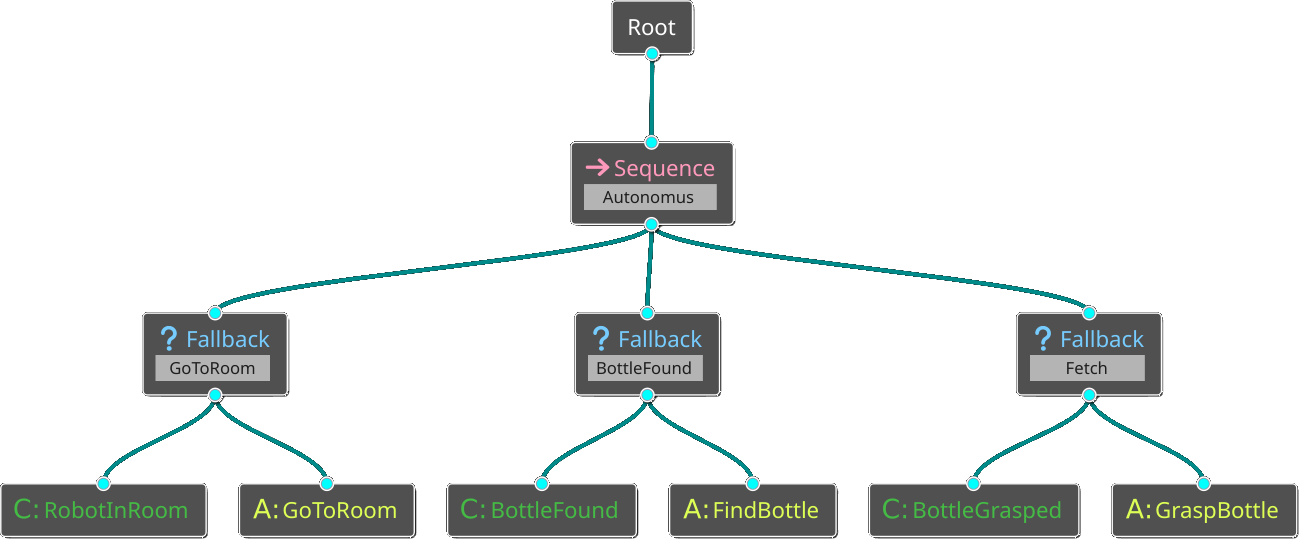 Root
→ Sequence
Autonomus
? Fallback
GoToRoom
? Fallback
BottleFound
? Fallback
Fetch
C: RobotInRoom
A: GoToRoom
C: BottleFound
A: FindBottle
C: BottleGrasped
A: GraspBottle